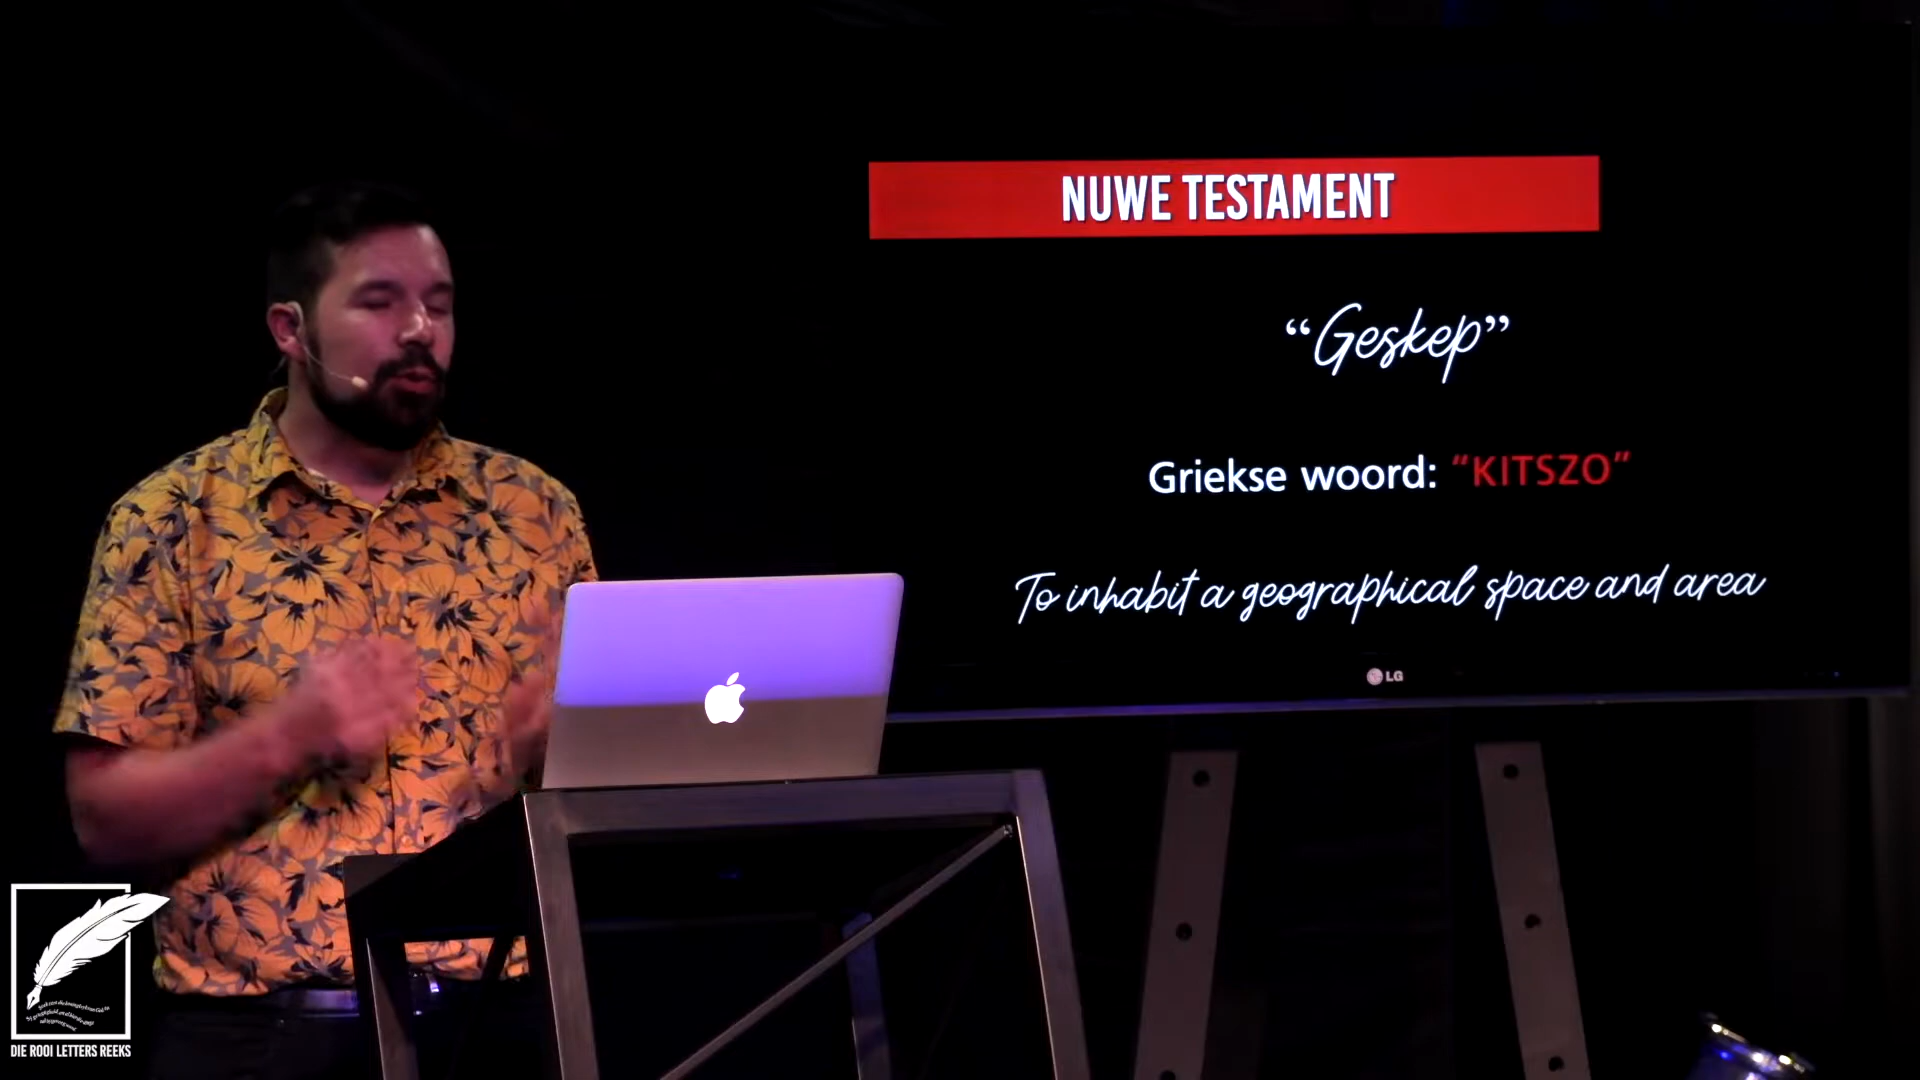 NUWE TESTAMENT
“Geskep”
Griekse woord: “KITSZO”
To inhabit a geographical space and area
LG
DIE ROOI LETTERS REEKS